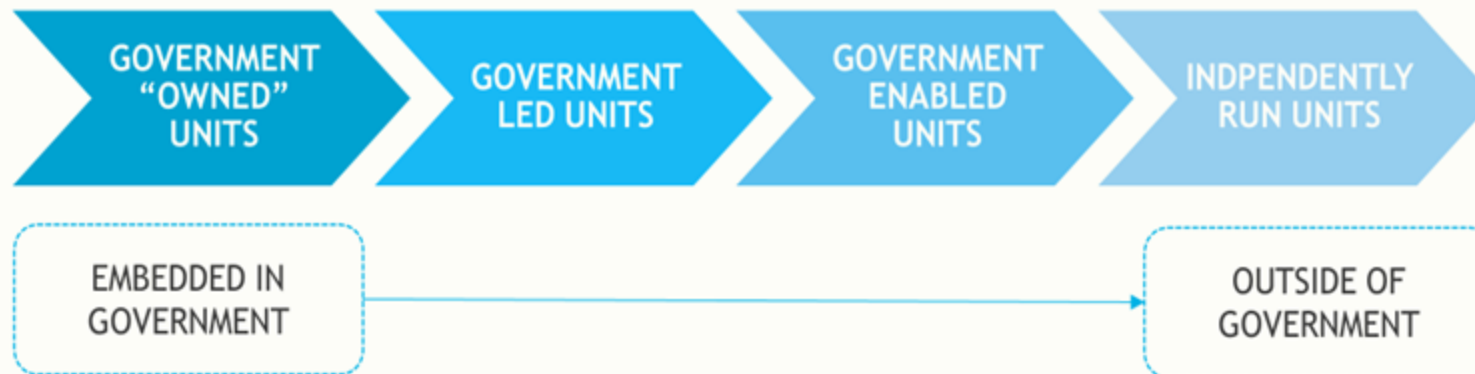 GOVERNMENT
“OWNED”
UNITS
GOVERNMENT
LED UNITS
GOVERNMENT
ENABLED
UNITS
INDPENDENTLY
RUN UNITS
EMBEDDED IN
GOVERNMENT
OUTSIDE OF
GOVERNMENT